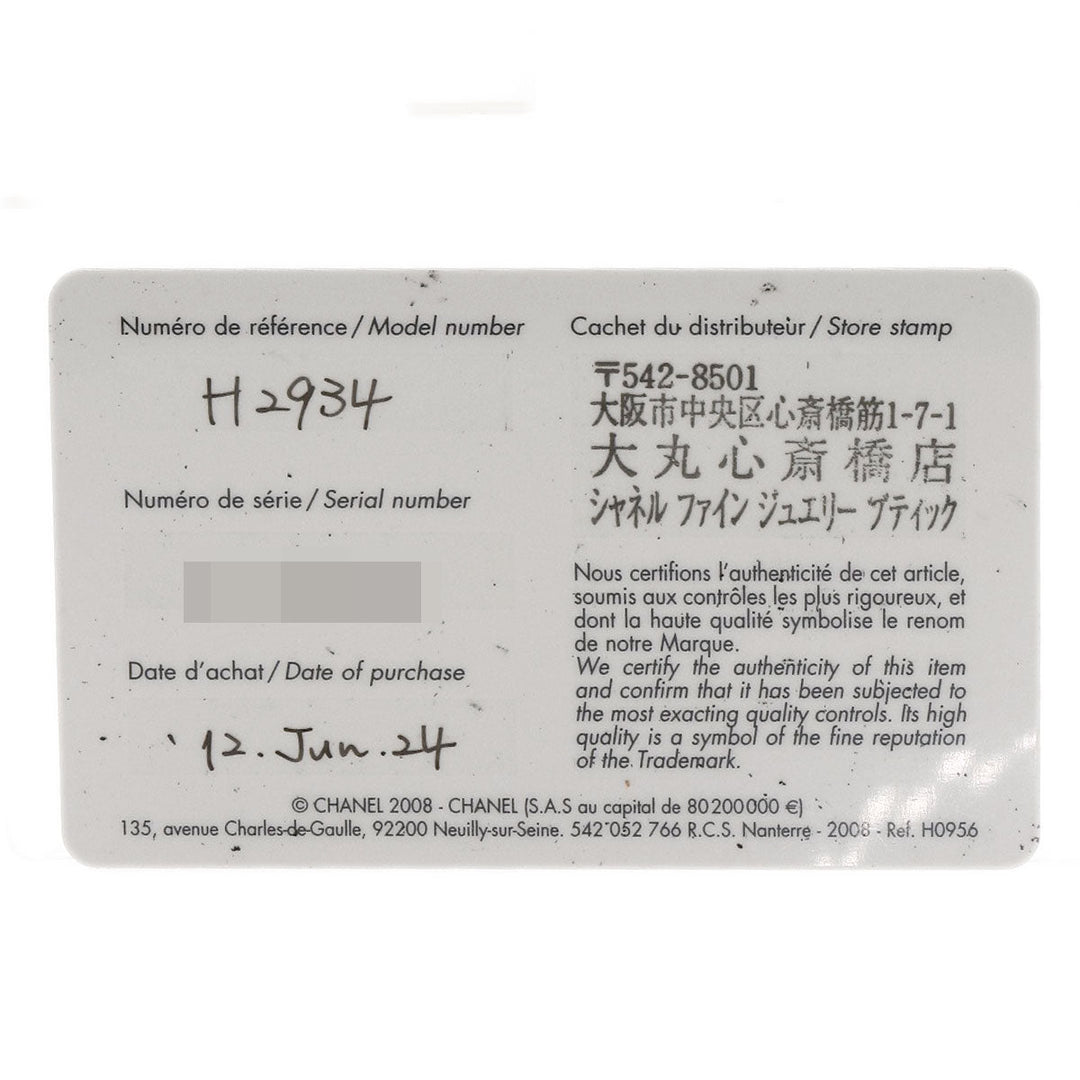 Numéro de référence / Model number
H2934
Numéro de série / Serial number
Date d'achat / Date of purchase
12. Jun. 24
Cachet du distributeur / Store stamp
〒542-8501
大阪市中央区心斎橋筋1-7-1
大丸心斎橋店
シャネル ファイン ジュエリー ブティック
Nous certifions l'authenticité de cet article,
soumis aux contrôles les plus rigoureux, et
dont la haute qualité symbolise le renom
de notre Marque.
We certify the authenticity of this item
and confirm that it has been subjected to
the most exacting quality controls. Its high
quality is a symbol of the fine reputation
of the Trademark.
© CHANEL 2008 - CHANEL (S.A.S au capital de 80200000 €)
135, avenue Charles-de-Gaulle, 92200 Neuilly-sur-Seine. 542 052 766 R.C.S. Nanterre - 2008 - Ref. H0956